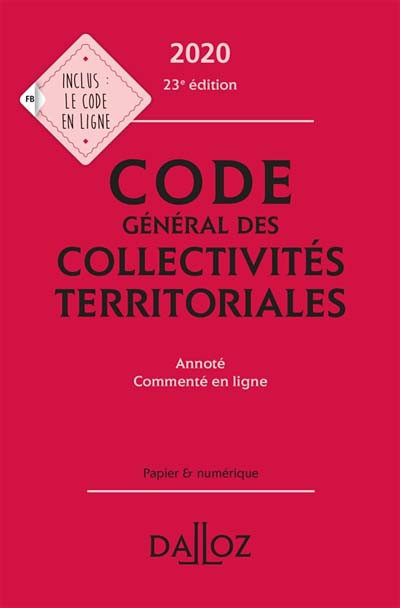 2020
23e édition
INCLUS :
LE CODE
EN LIGNE
FB
CODE
GÉNÉRAL DES
COLLECTIVITÉS
TERRITORIALES
Annoté
Commenté en ligne
Papier & numérique
DALLOZ